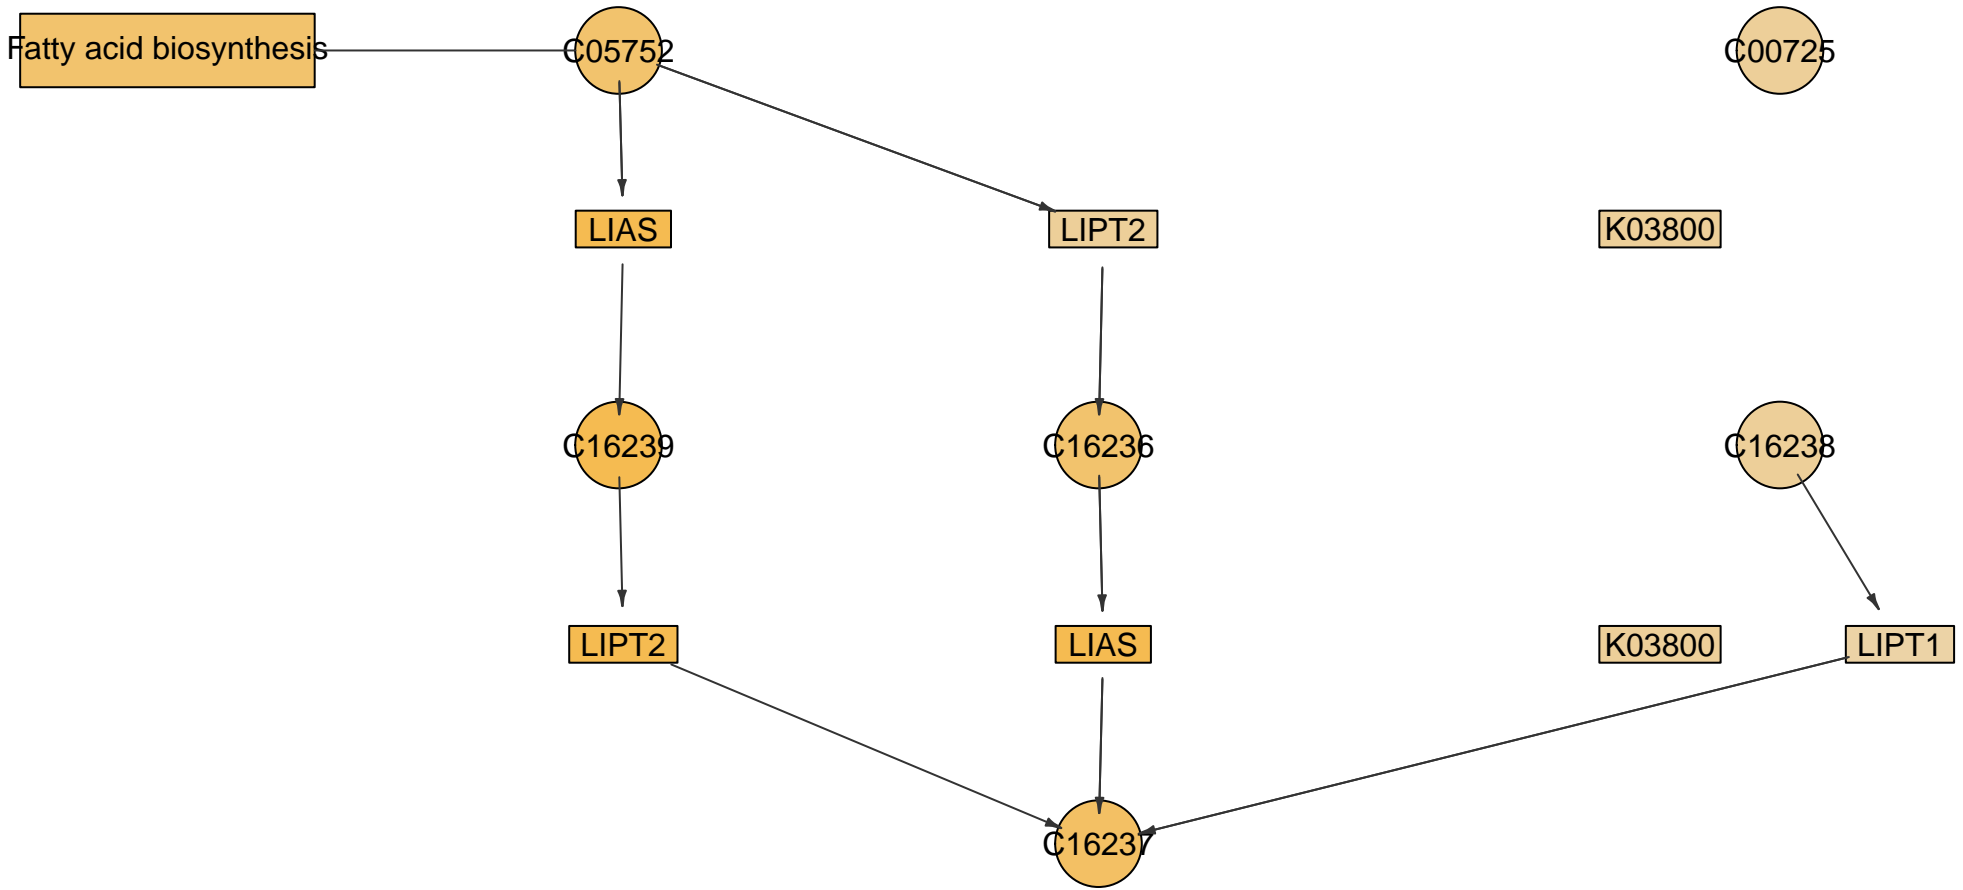 Fatty acid biosynthesis
C05752
C00725
LIAS
LIPT2
K03800
C16239
C16236
C16238
LIPT2
LIAS
K03800
LIPT1
C16237